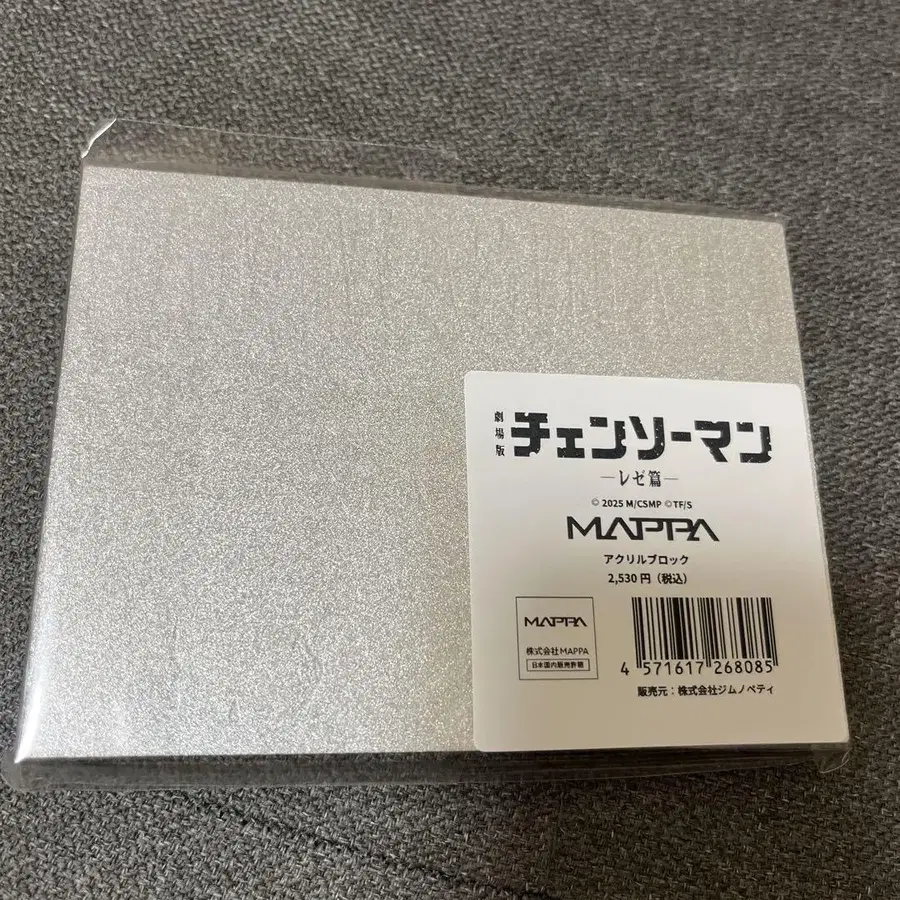 劇場版
チェンソーマン
―レゼ篇―
© 2025 M/CSMP ©TF/S
MAPPA
アクリルブロック
2,530 円（税込）
MAPPA
株式会社MAPPA
日本国内販売許諾
4 571617 268085
販売元：株式会社ジムノペティ